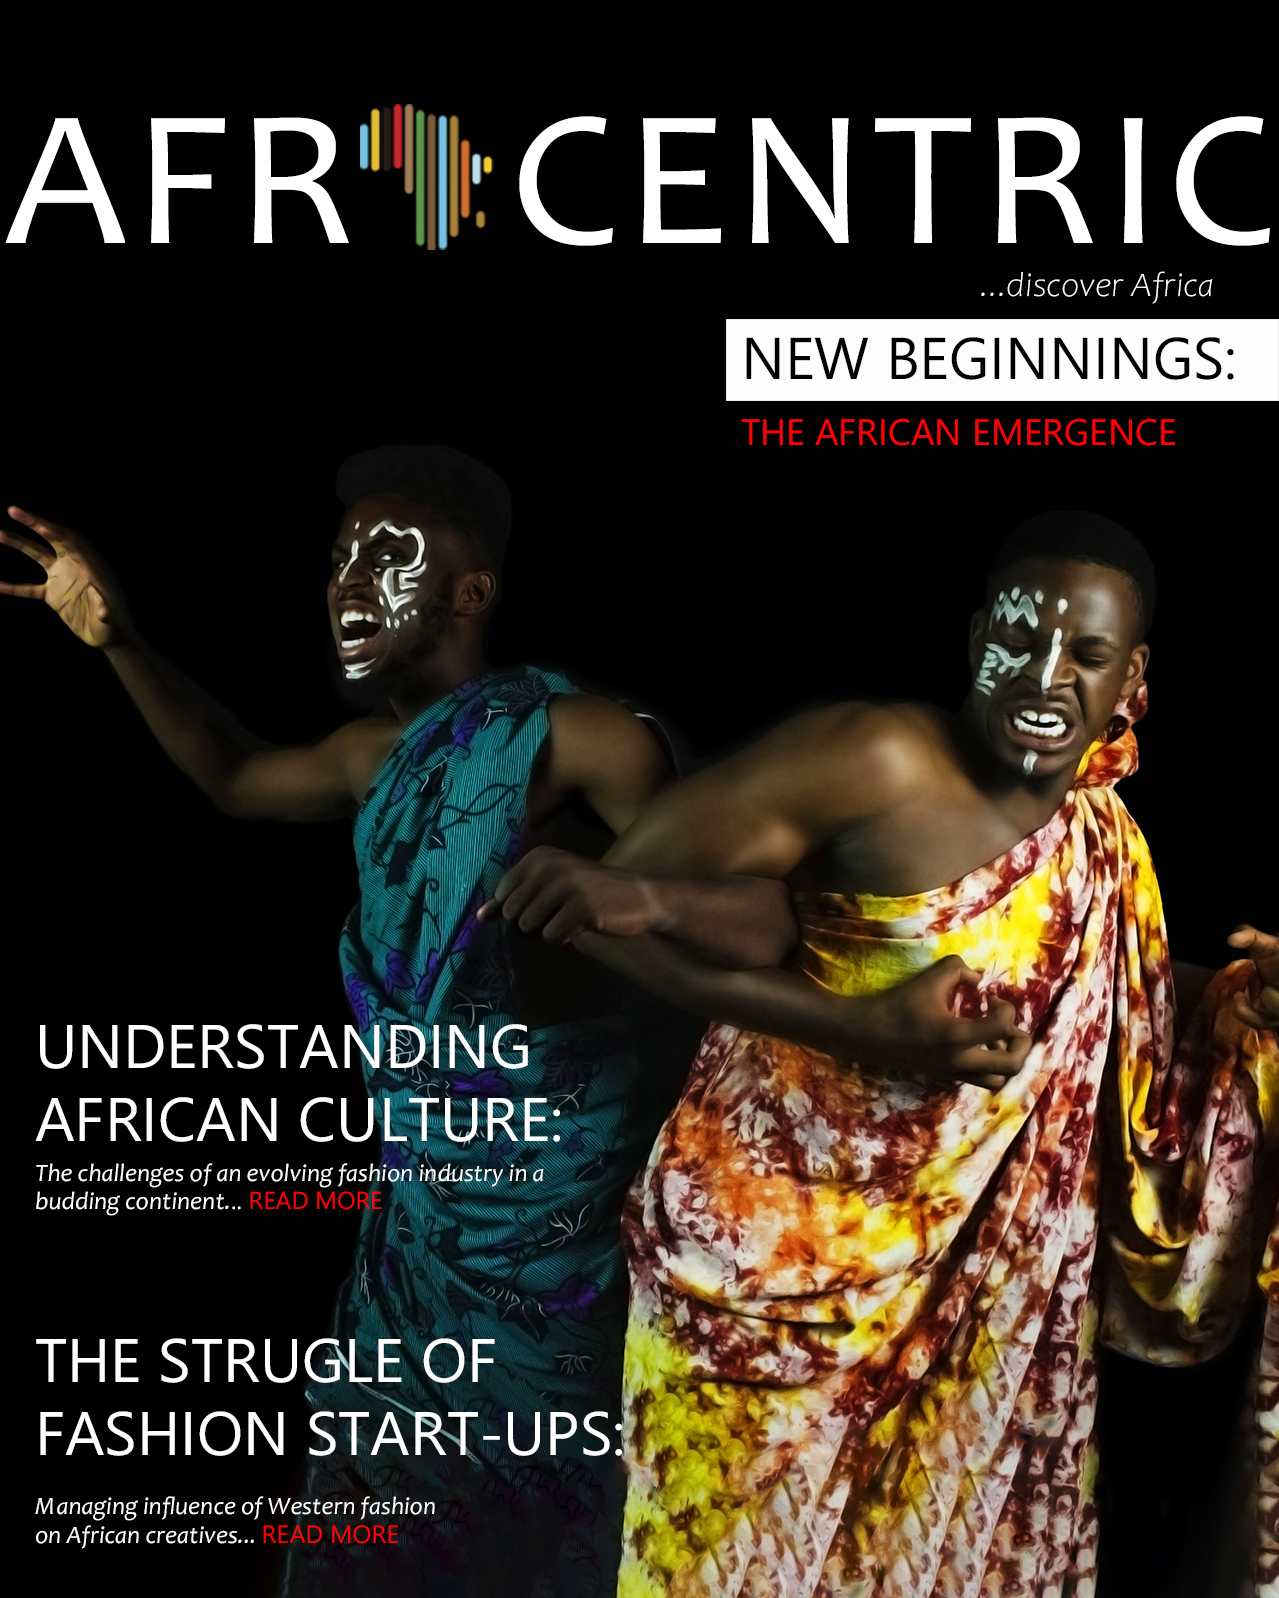 AFR CENTRIC
...discover Africa
NEW BEGINNINGS:
THE AFRICAN EMERGENCE
UNDERSTANDING
AFRICAN CULTURE:
The challenges of an evolving fashion industry in a
budding continent... READ MORE
THE STRUGLE OF
FASHION START-UPS:
Managing influence of Western fashion
on African creatives... READ MORE